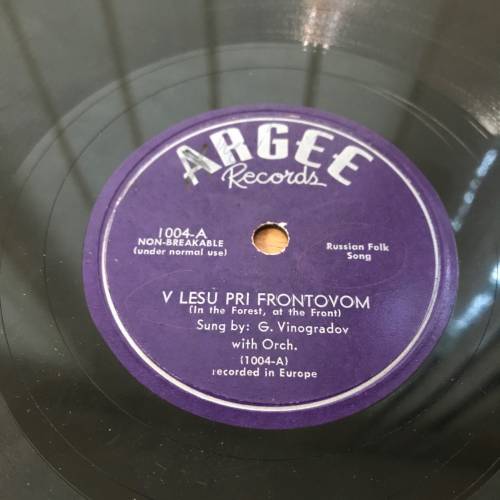 ARGEE
Records
1004-A
NON-BREAKABLE
(under normal use)
Russian Folk
Song
V LESU PRI FRONTOVOM
(In the Forest, at the Front)
Sung by: G. Vinogradov
with Orch.
(1004-A)
recorded in Europe